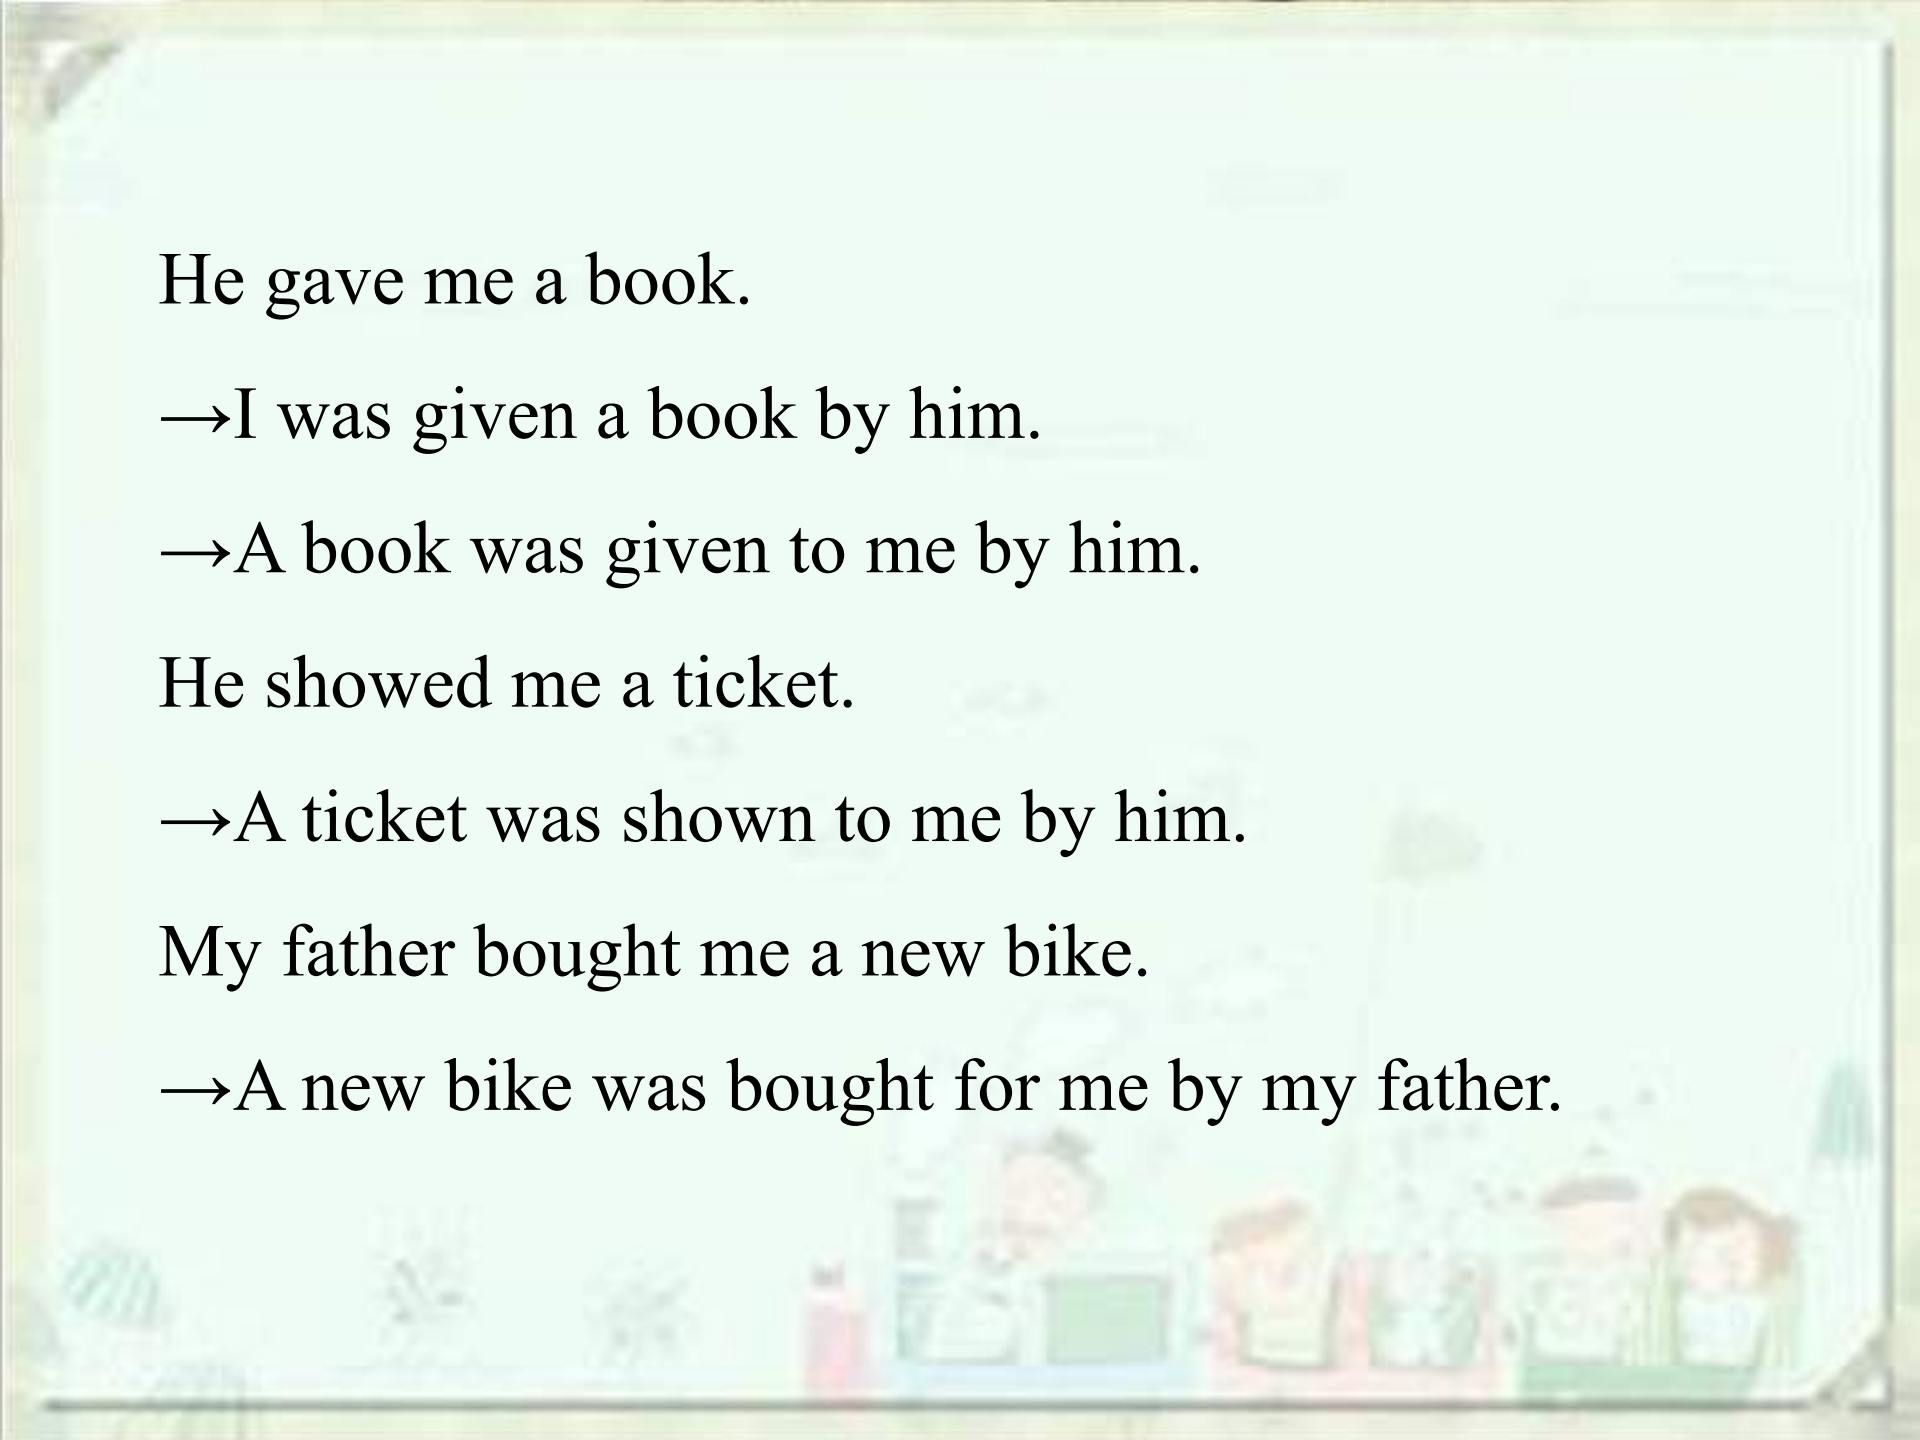 He gave me a book.
→I was given a book by him.
→A book was given to me by him.
He showed me a ticket.
→A ticket was shown to me by him.
My father bought me a new bike.
→A new bike was bought for me by my father.